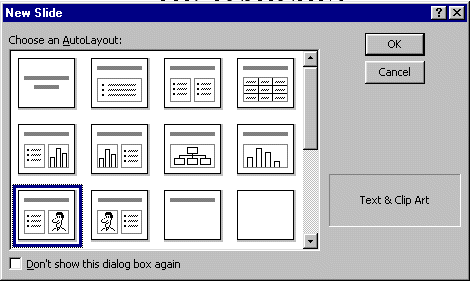 New Slide
Choose an AutoLayout:
OK
Cancel
Text & Clip Art
Don't show this dialog box again